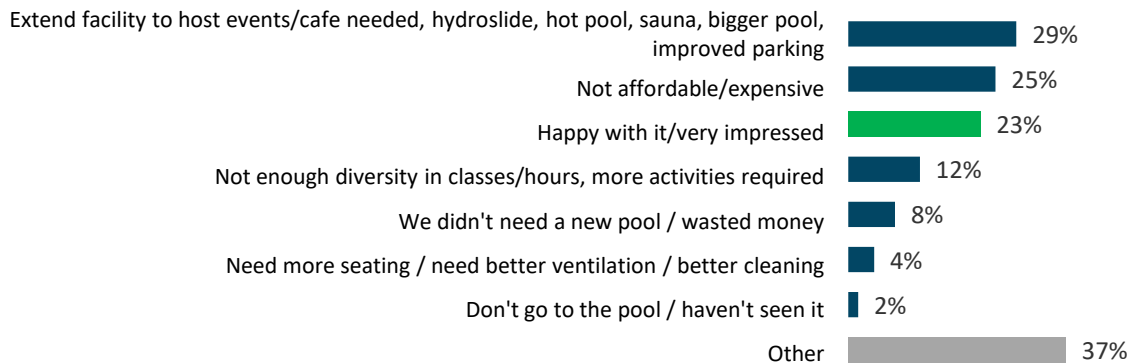 Extend facility to host events/cafe needed, hydroslide, hot pool, sauna, bigger pool,
improved parking
29%
Not affordable/expensive
25%
Happy with it/very impressed
23%
Not enough diversity in classes/hours, more activities required
12%
We didn't need a new pool / wasted money
8%
Need more seating / need better ventilation / better cleaning
4%
Don't go to the pool / haven't seen it
2%
Other
37%